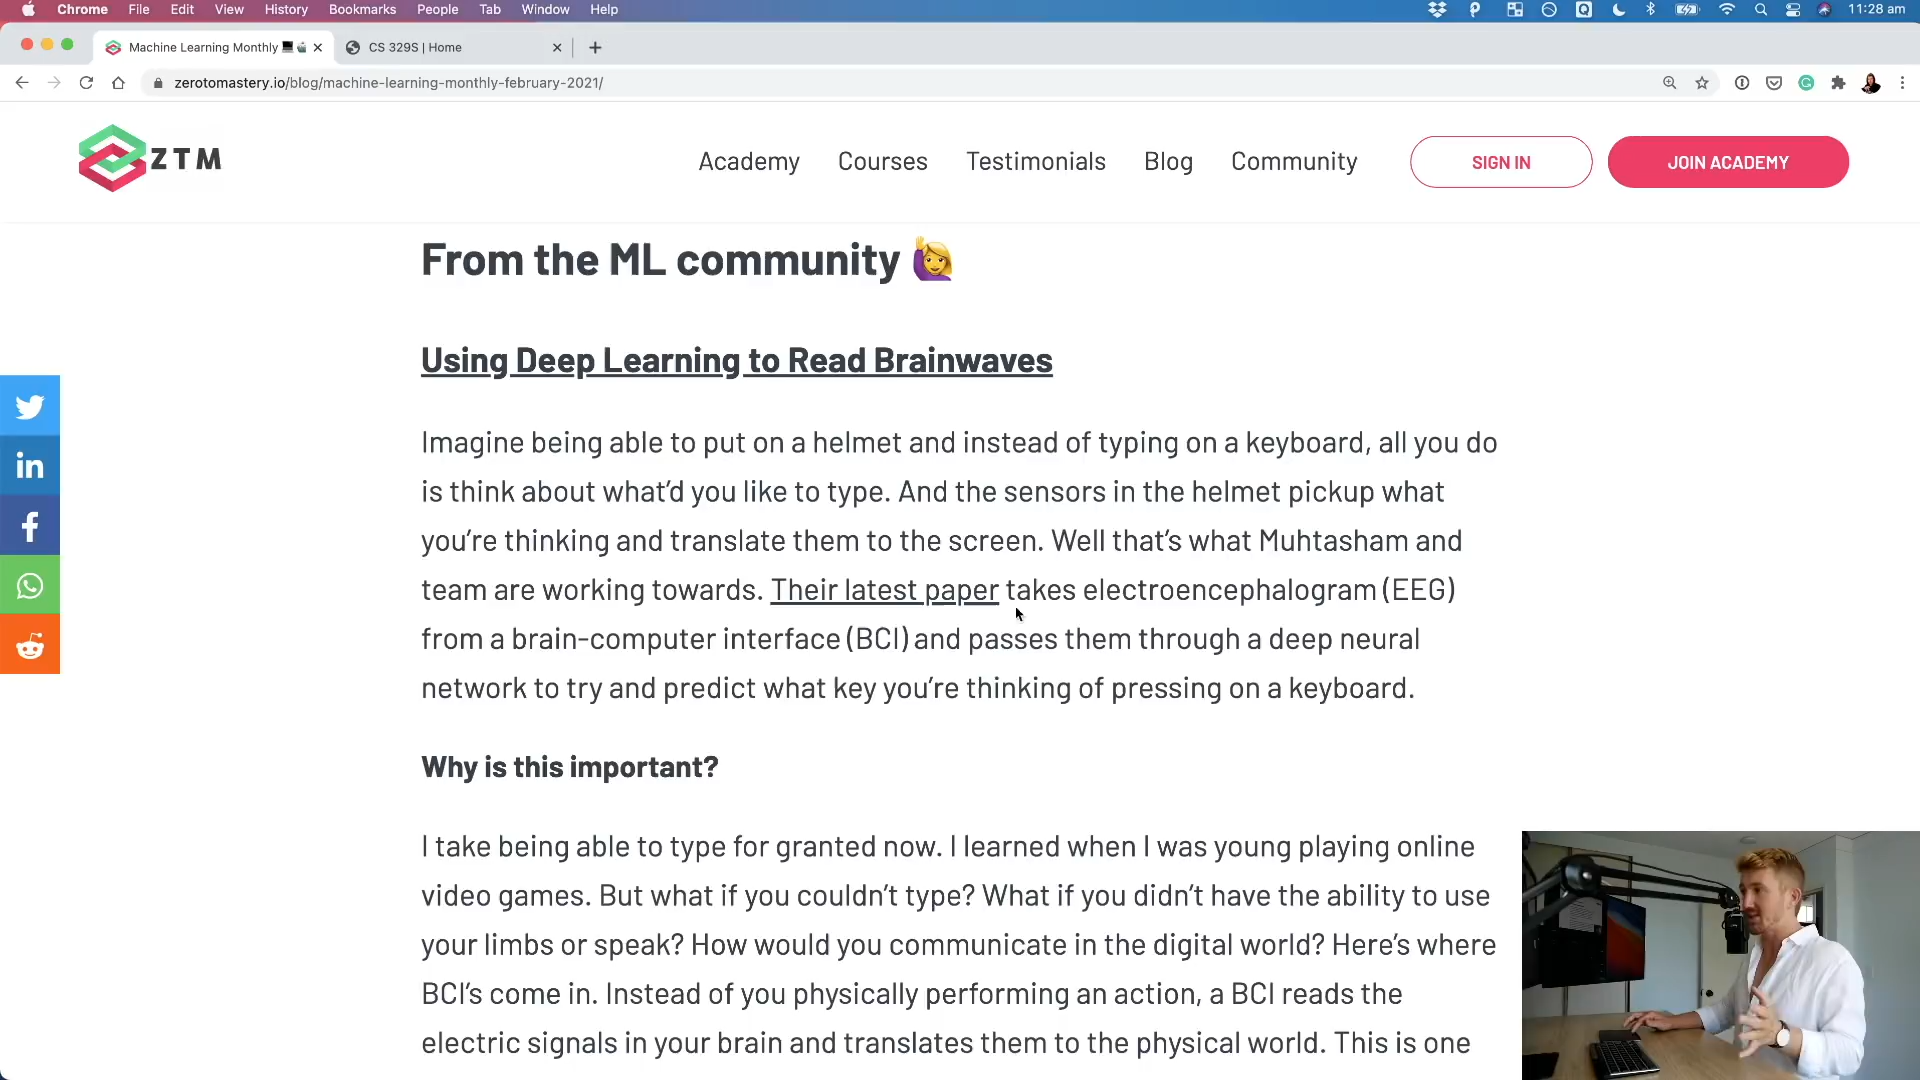 Chrome File Edit View History Bookmarks People Tab Window Help 11:28 am
Machine Learning Monthly CS 329S | Home
zerotomastery.io/blog/machine-learning-monthly-february-2021/
ZTM Academy Courses Testimonials Blog Community SIGN IN JOIN ACADEMY
From the ML community
Using Deep Learning to Read Brainwaves
Imagine being able to put on a helmet and instead of typing on a keyboard, all you do
is think about what'd you like to type. And the sensors in the helmet pickup what
you're thinking and translate them to the screen. Well that's what Muhtasham and
team are working towards. Their latest paper takes electroencephalogram (EEG)
from a brain-computer interface (BCI) and passes them through a deep neural
network to try and predict what key you're thinking of pressing on a keyboard.
Why is this important?
I take being able to type for granted now. I learned when I was young playing online
video games. But what if you couldn't type? What if you didn't have the ability to use
your limbs or speak? How would you communicate in the digital world? Here's where
BCI's come in. Instead of you physically performing an action, a BCI reads the
electric signals in your brain and translates them to the physical world. This is one